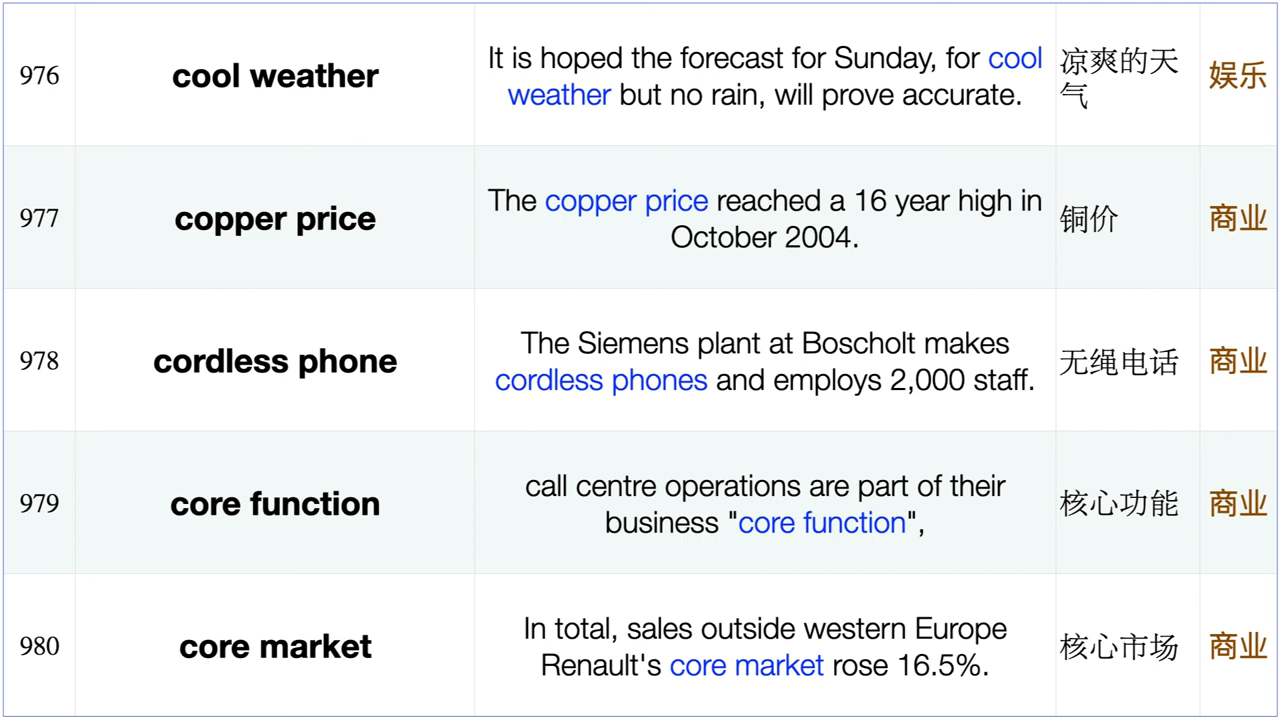 976
cool weather
It is hoped the forecast for Sunday, for cool
weather but no rain, will prove accurate.
凉爽的天
气
娱乐
977
copper price
The copper price reached a 16 year high in
October 2004.
铜价
商业
978
cordless phone
The Siemens plant at Boscholt makes
cordless phones and employs 2,000 staff.
无绳电话
商业
979
core function
call centre operations are part of their
business "core function",
核心功能
商业
980
core market
In total, sales outside western Europe
Renault's core market rose 16.5%.
核心市场
商业